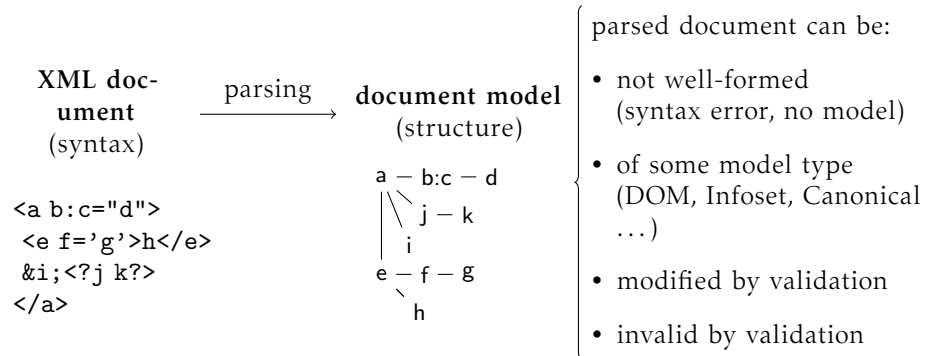 XML doc-
ument
(syntax)
<a b:c="d">
<e f='g'>h</e>
&i;<?j k?>
</a>
parsing
document model
(structure)
a – b:c – d
j – k
i
e – f – g
h
parsed document can be:
• not well-formed
(syntax error, no model)
• of some model type
(DOM, Infoset, Canonical
...)
• modified by validation
• invalid by validation